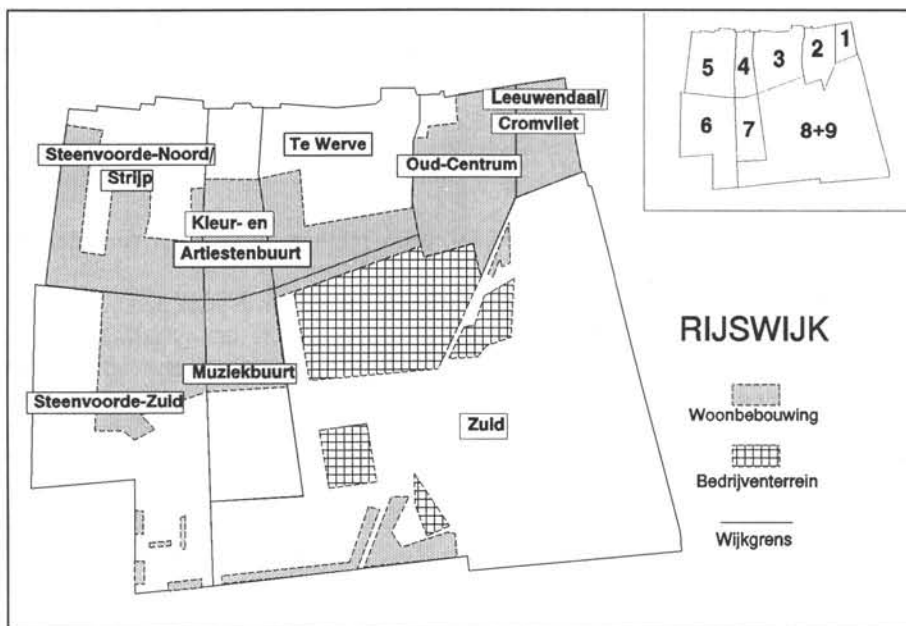 Leeuwendaal/
Cromvliet
Te Werve
Steenvoorde-Noord/
Strijp
Oud-Centrum
Kleur- en
Artiestenbuurt
Muziekbuurt
Steenvoorde-Zuid
Zuid
1
2
3
4
5
6
7
8+9
RIJSWIJK
Woonbebouwing
Bedrijventerrein
Wijkgrens